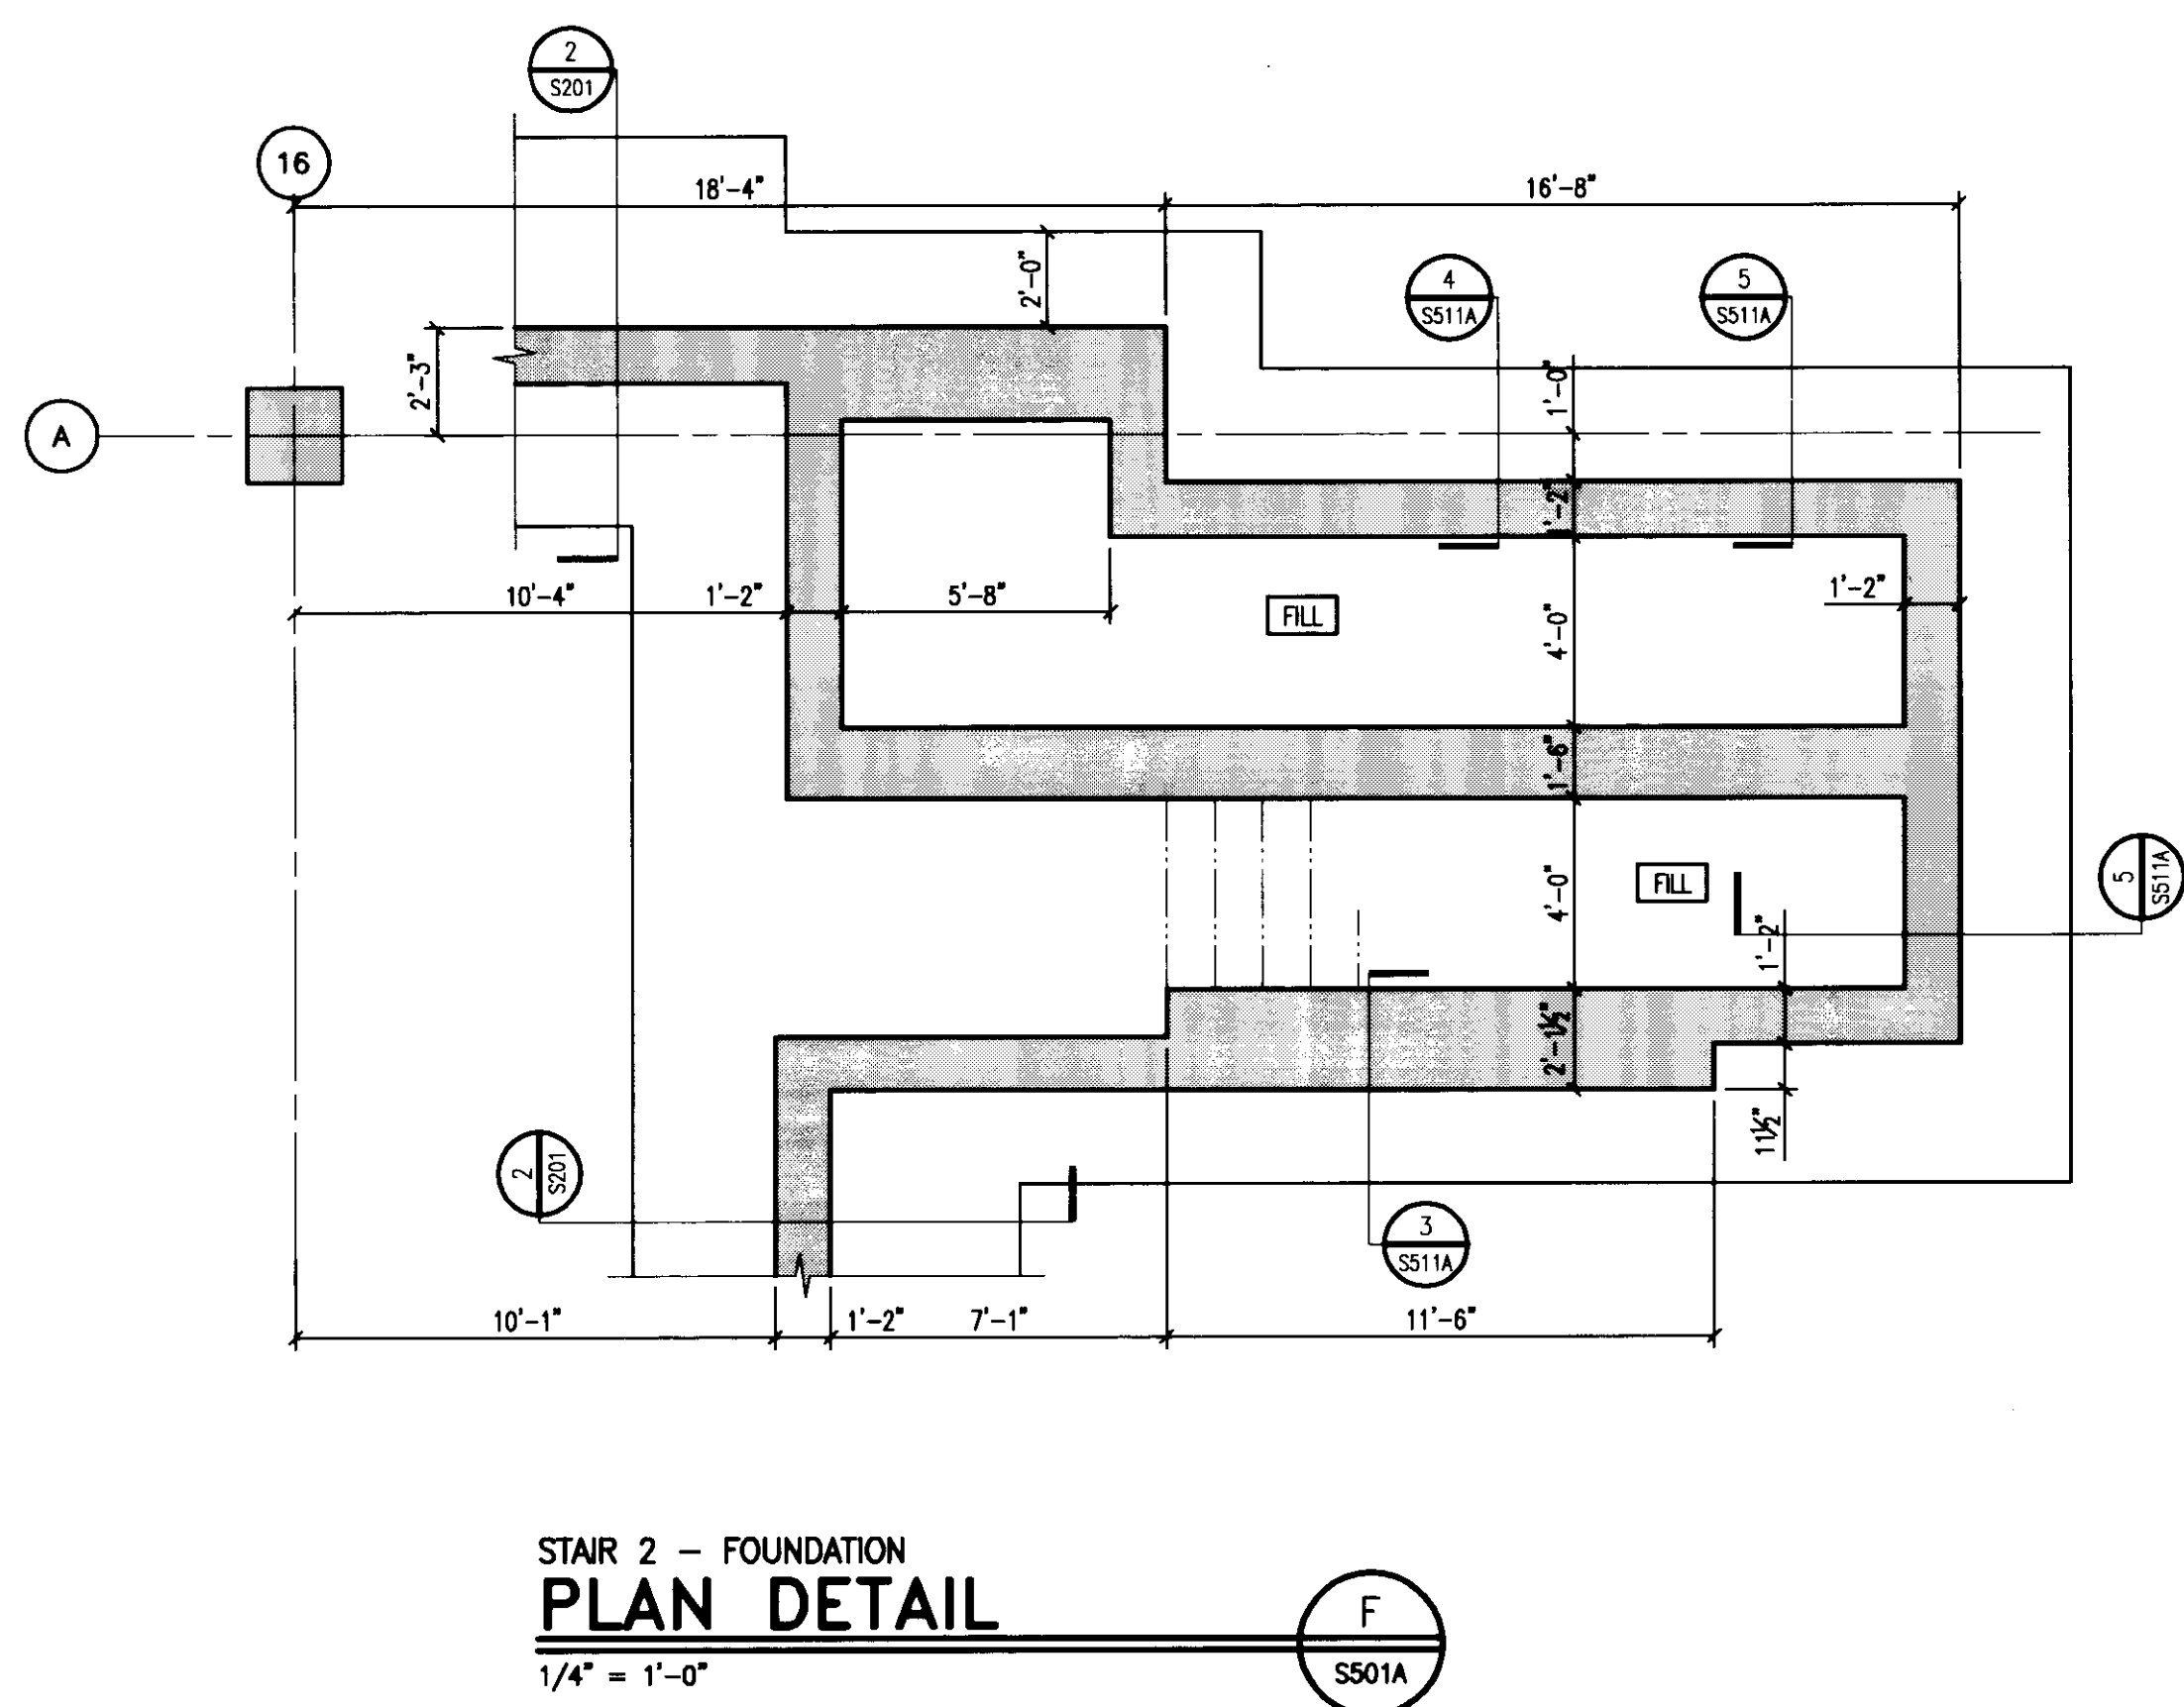 2
S201
16
18'-4"
16'-8"
2'-0"
4
S511A
5
S511A
2'-3"
1'-0"
A
1'-2"
10'-4"
1'-2"
5'-8"
FILL
4'-0"
1'-2"
1'-6"
4'-0"
FILL
5
S511A
1'-2"
2'-1½"
11½"
2
S201
3
S511A
10'-1"
1'-2"
7'-1"
11'-6"
STAIR 2 - FOUNDATION
PLAN DETAIL
1/4" = 1'-0"
F
S501A